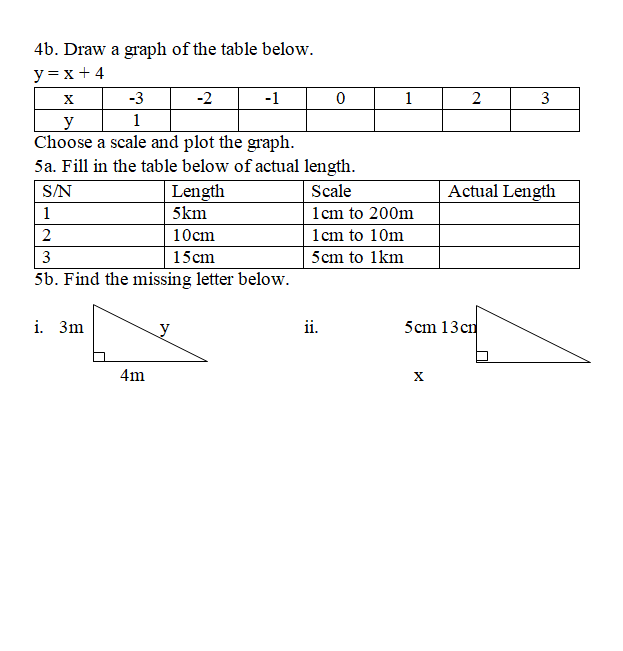 4b. Draw a graph of the table below.
y = x + 4
x -3 -2 -1 0 1 2 3
y 1
Choose a scale and plot the graph.
5a. Fill in the table below of actual length.
S/N Length Scale Actual Length
1 5km 1cm to 200m
2 10cm 1cm to 10m
3 15cm 5cm to 1km
5b. Find the missing letter below.
i. 3m y ii. 5cm 13cm
4m x